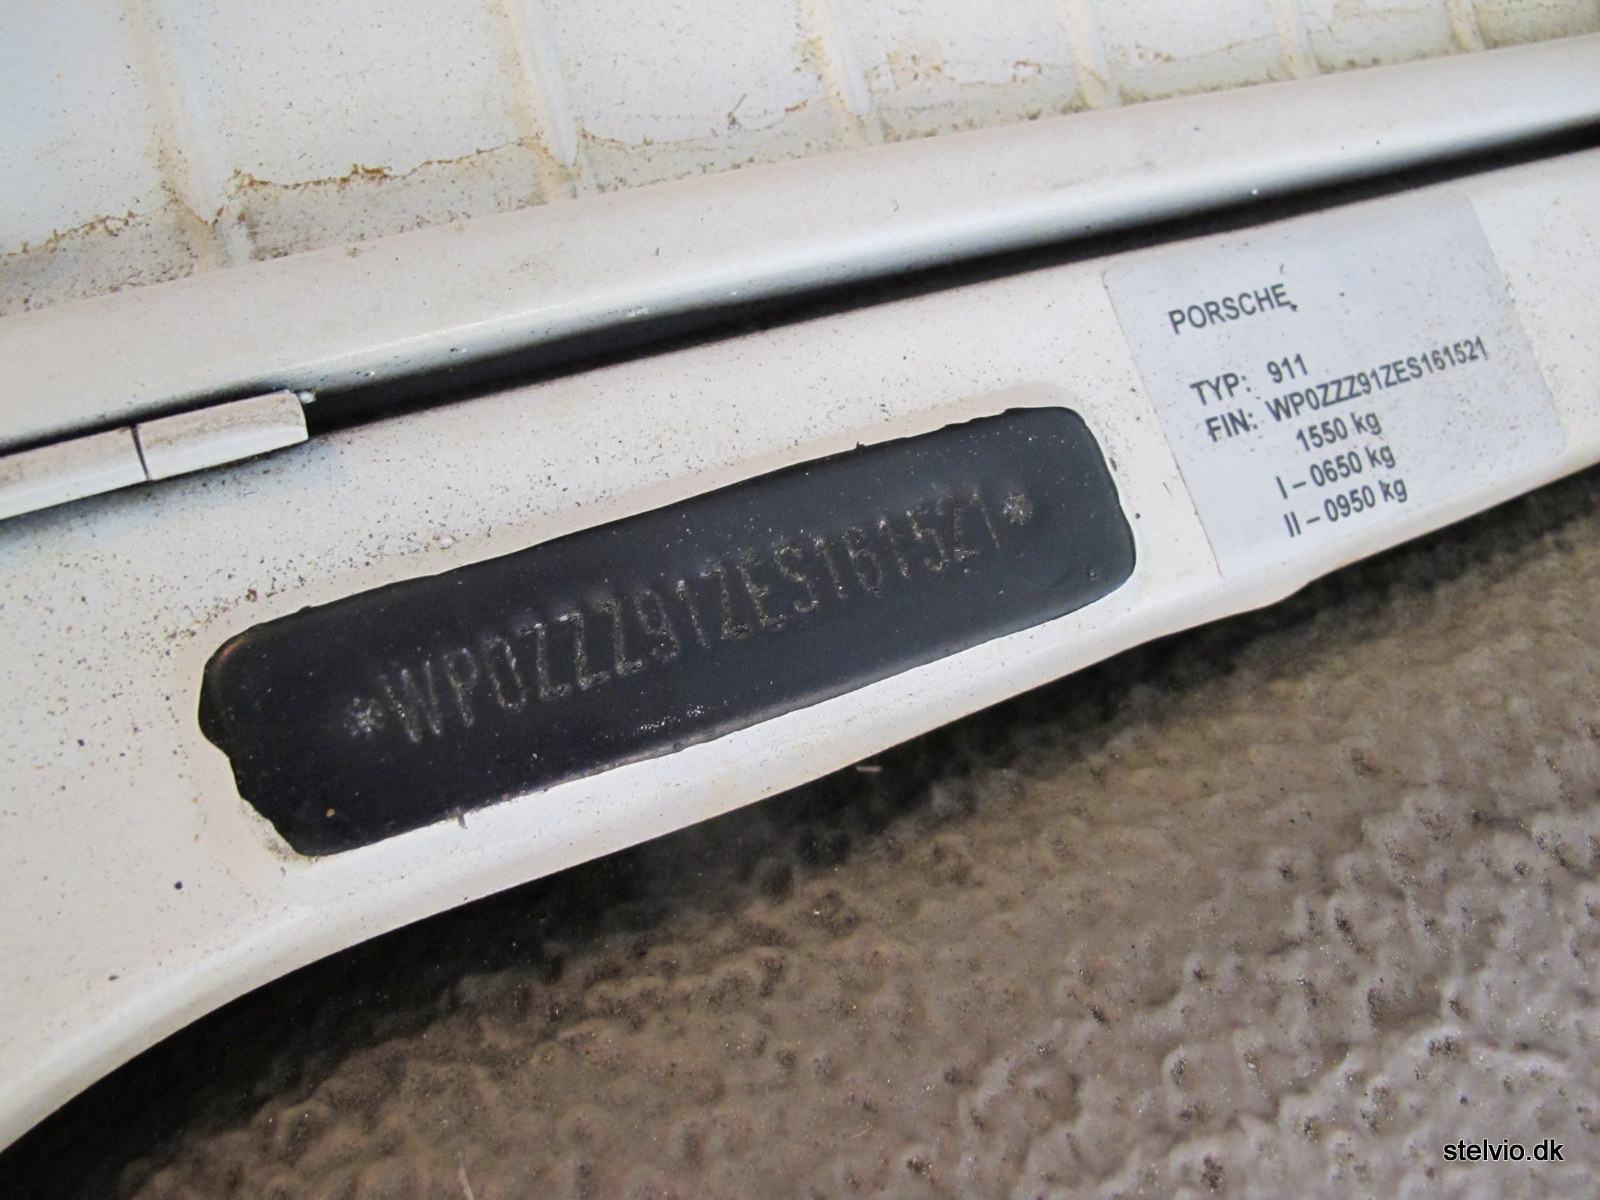 *WP0ZZZ91ZES161521*
PORSCHE
TYP: 911
FIN: WP0ZZZ91ZES161521
1550 kg
I – 0650 kg
II – 0950 kg
stelvio.dk